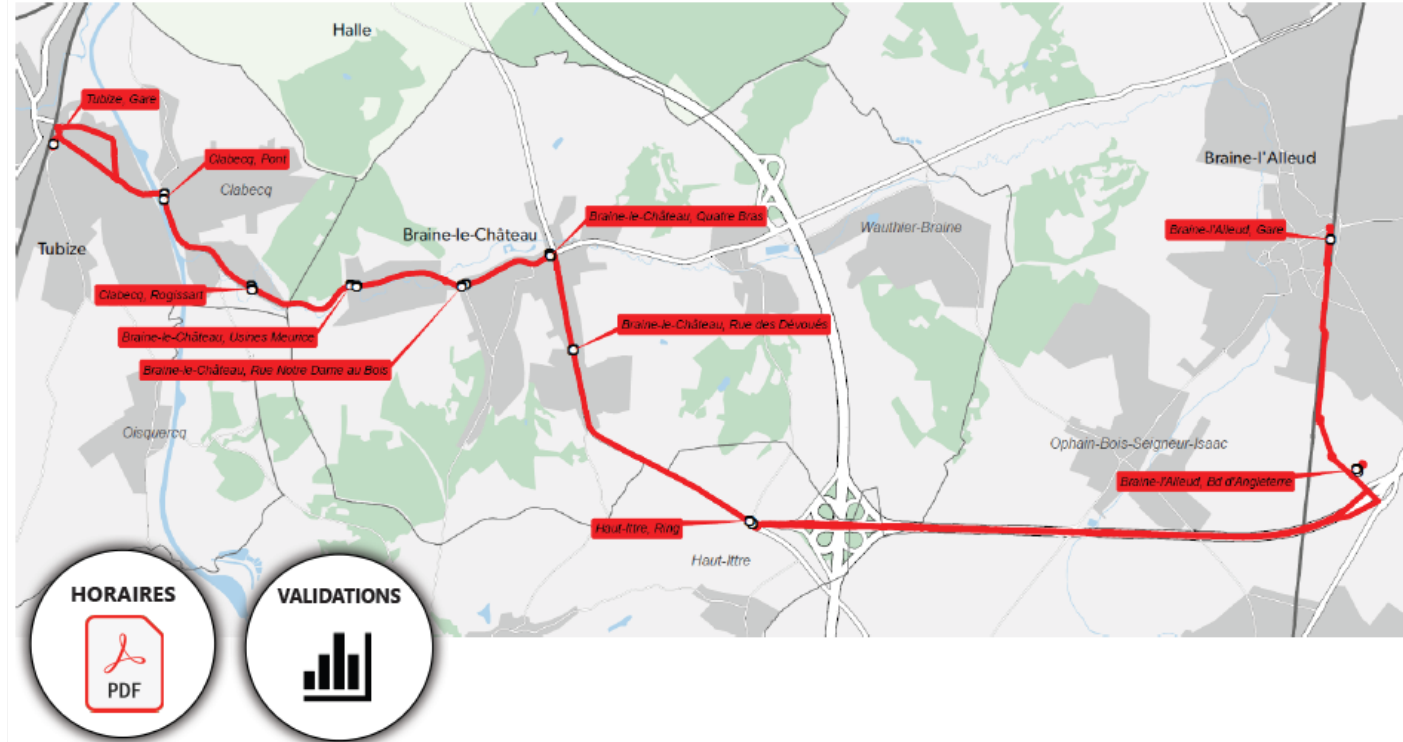 Halle
Tubize, Gare
Clabecq, Pont
Clabecq
Braine-l'Alleud
Braine-le-Château, Quatre Bras
Wauthier-Braine
Braine-le-Château
Braine-l'Alleud, Gare
Tubize
Clabecq, Rogissart
Braine-le-Château, Rue des Dévoués
Braine-le-Château, Usines Meurice
Braine-le-Château, Rue Notre Dame au Bois
Oisquercq
Ophain-Bois-Seigneur-Isaac
Braine-l'Alleud, Bd d'Angleterre
Haut-Ittre, Ring
Haut-Ittre
HORAIRES
PDF
VALIDATIONS